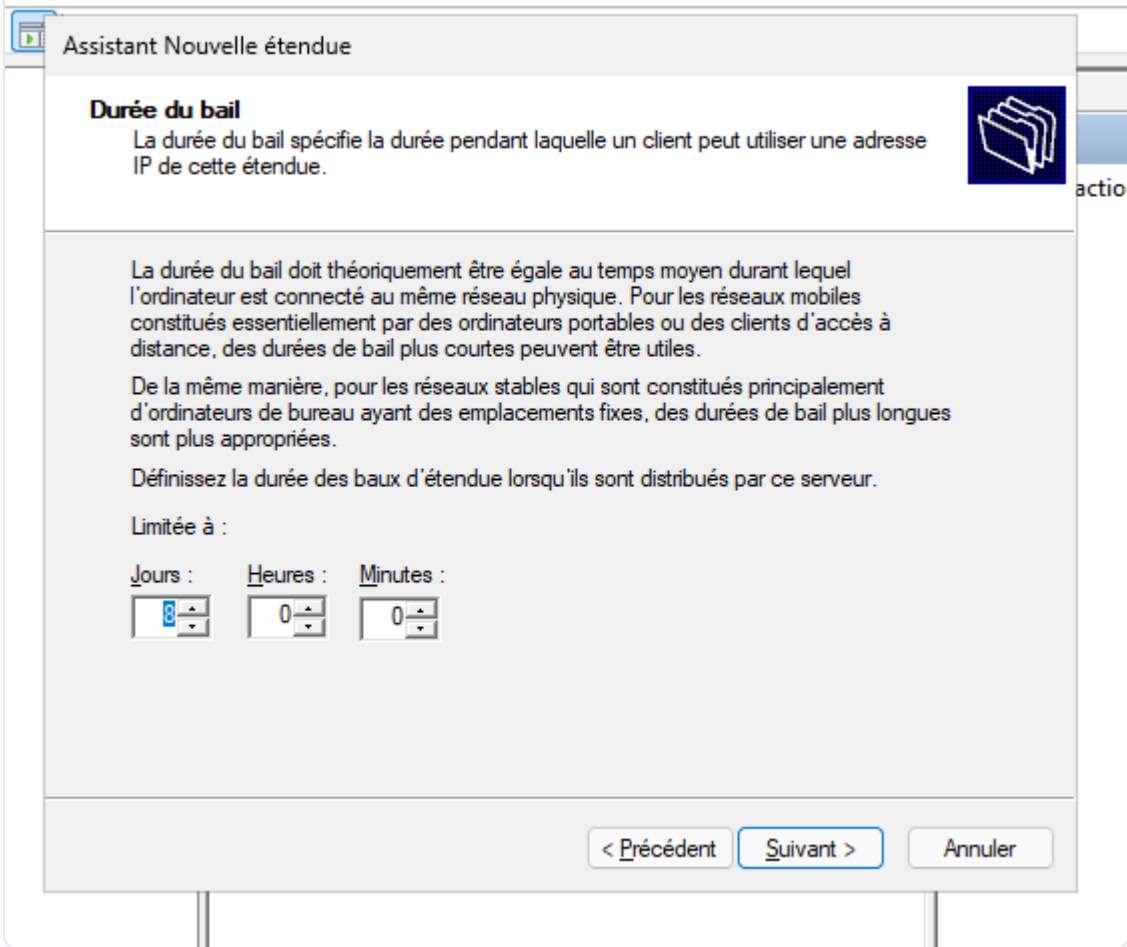 Assistant Nouvelle étendue
Durée du bail
La durée du bail spécifie la durée pendant laquelle un client peut utiliser une adresse
IP de cette étendue.
actio
La durée du bail doit théoriquement être égale au temps moyen durant lequel
l'ordinateur est connecté au même réseau physique. Pour les réseaux mobiles
constitués essentiellement par des ordinateurs portables ou des clients d'accès à
distance, des durées de bail plus courtes peuvent être utiles.
De la même manière, pour les réseaux stables qui sont constitués principalement
d'ordinateurs de bureau ayant des emplacements fixes, des durées de bail plus longues
sont plus appropriées.
Définissez la durée des baux d'étendue lorsqu'ils sont distribués par ce serveur.
Limitée à :
Jours : Heures : Minutes :
8 0 0
< Précédent Suivant > Annuler